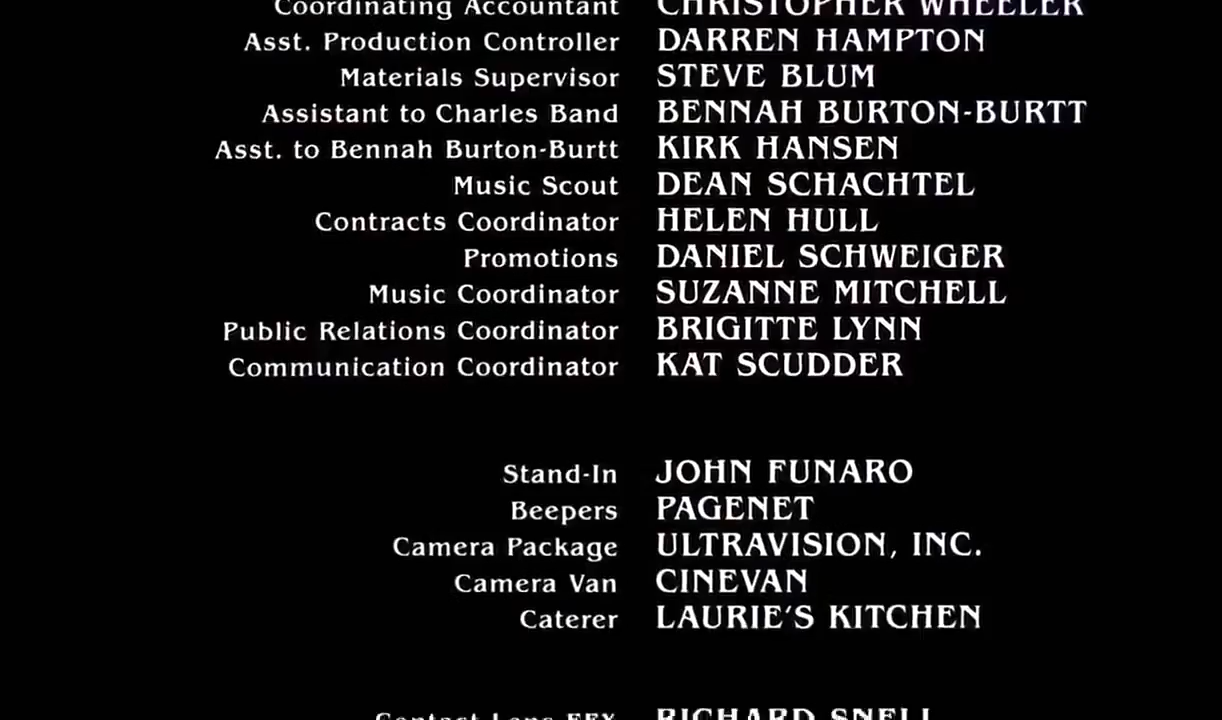 Coordinating Accountant CHRISTOPHER WHEELER
Asst. Production Controller DARREN HAMPTON
Materials Supervisor STEVE BLUM
Assistant to Charles Band BENNAH BURTON-BURTT
Asst. to Bennah Burton-Burtt KIRK HANSEN
Music Scout DEAN SCHACHTEL
Contracts Coordinator HELEN HULL
Promotions DANIEL SCHWEIGER
Music Coordinator SUZANNE MITCHELL
Public Relations Coordinator BRIGITTE LYNN
Communication Coordinator KAT SCUDDER
Stand-In JOHN FUNARO
Beepers PAGENET
Camera Package ULTRAVISION, INC.
Camera Van CINEVAN
Caterer LAURIE'S KITCHEN
Contact Lens EFX RICHARD SNELL